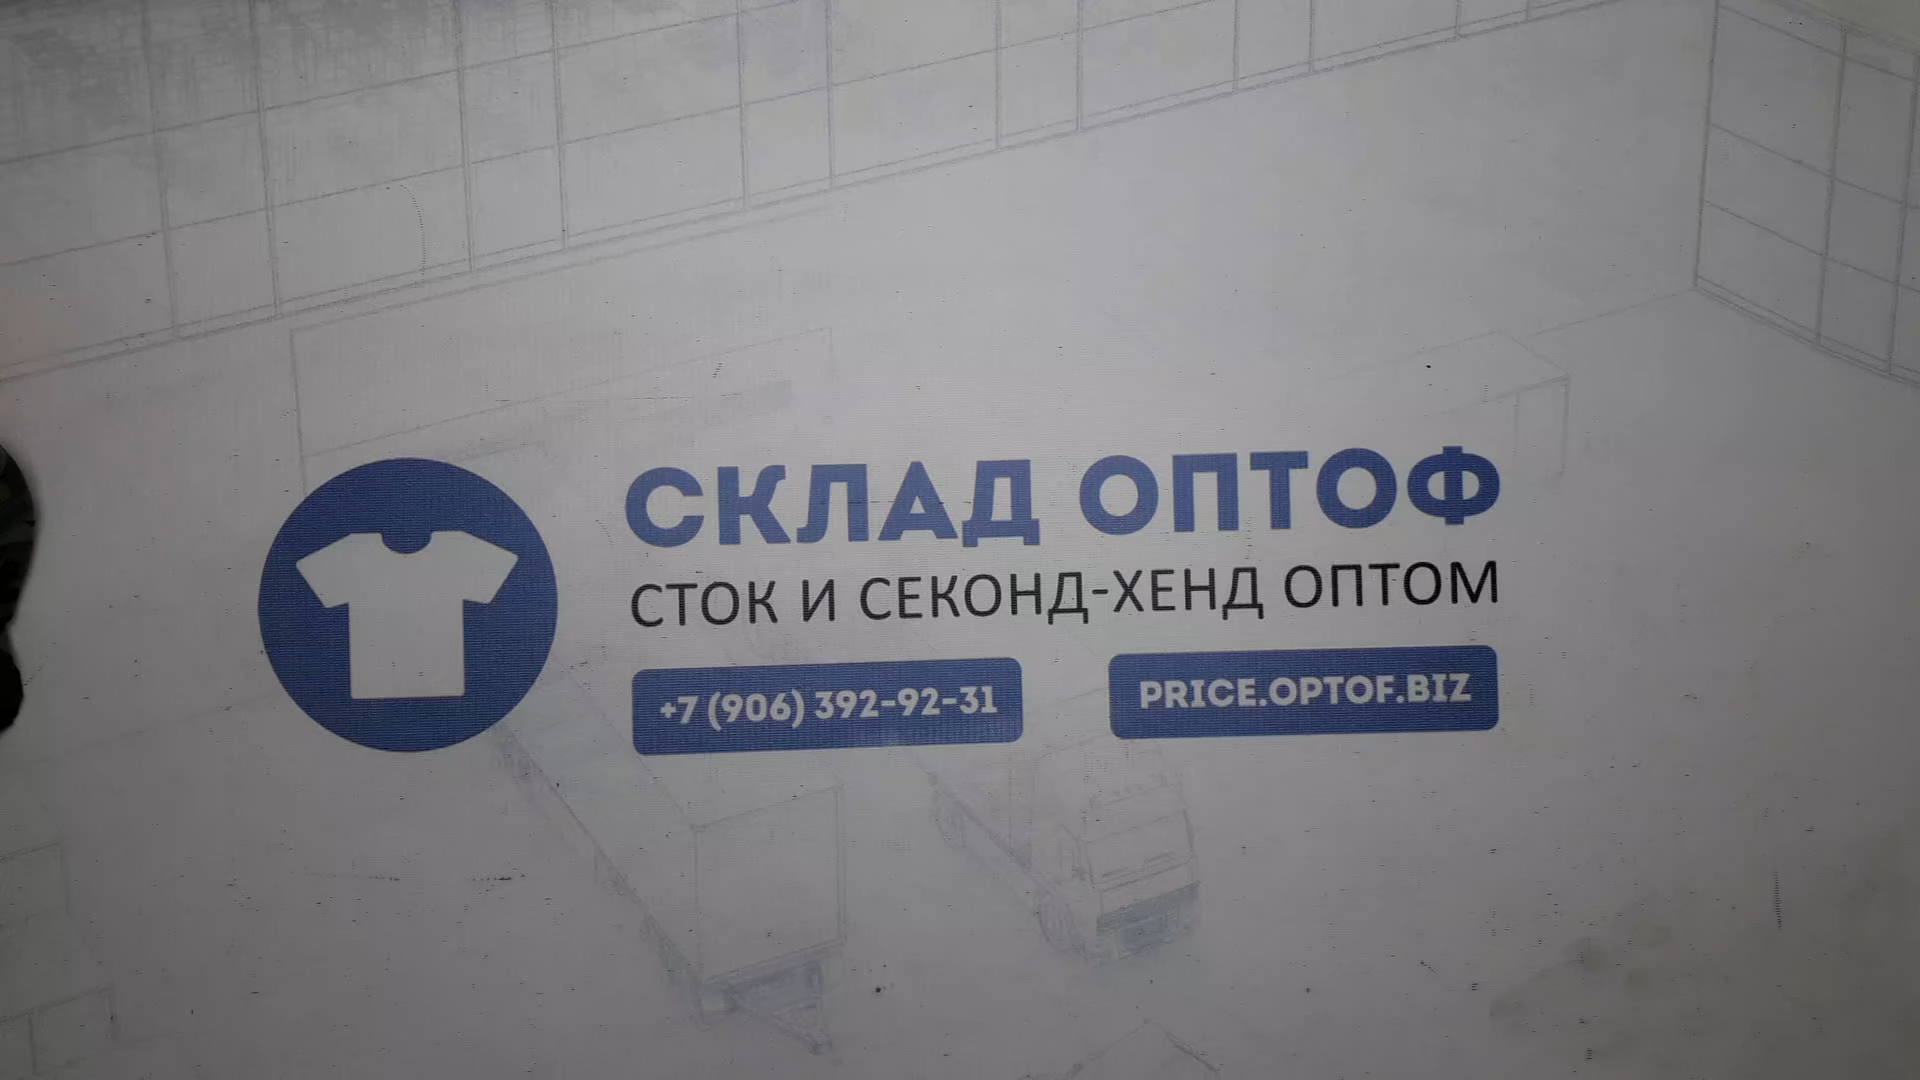 СКЛАД ОПТОФ
СТОК И СЕКОНД-ХЕНД ОПТОМ
+7 (906) 392-92-31
PRICE.OPTOF.BIZ